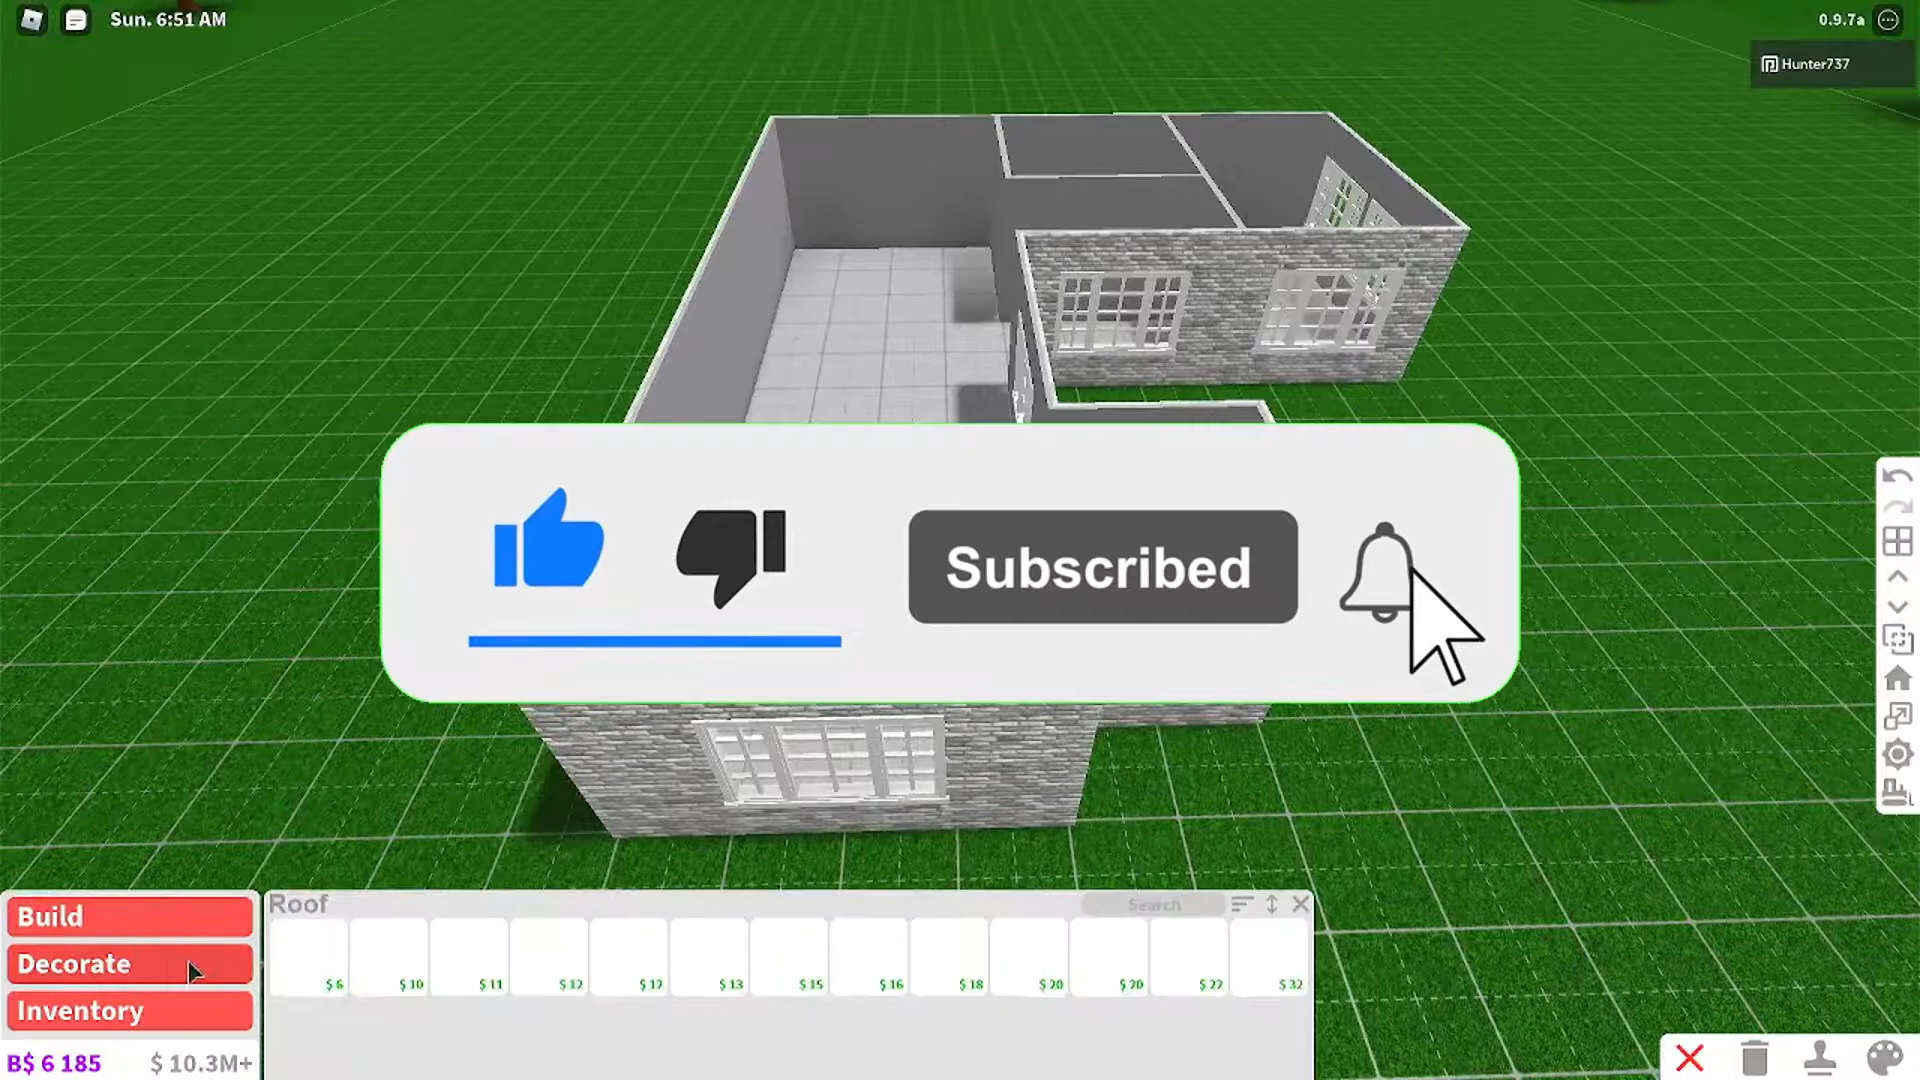 Sun. 6:51 AM
0.9.7a
Hunter737
Subscribed
Build
Decorate
Inventory
B$ 6 185 $ 10.3M+
Roof
Search
$ 6 $ 10 $ 11 $ 12 $ 12 $ 13 $ 15 $ 16 $ 18 $ 20 $ 20 $ 22 $ 32
L